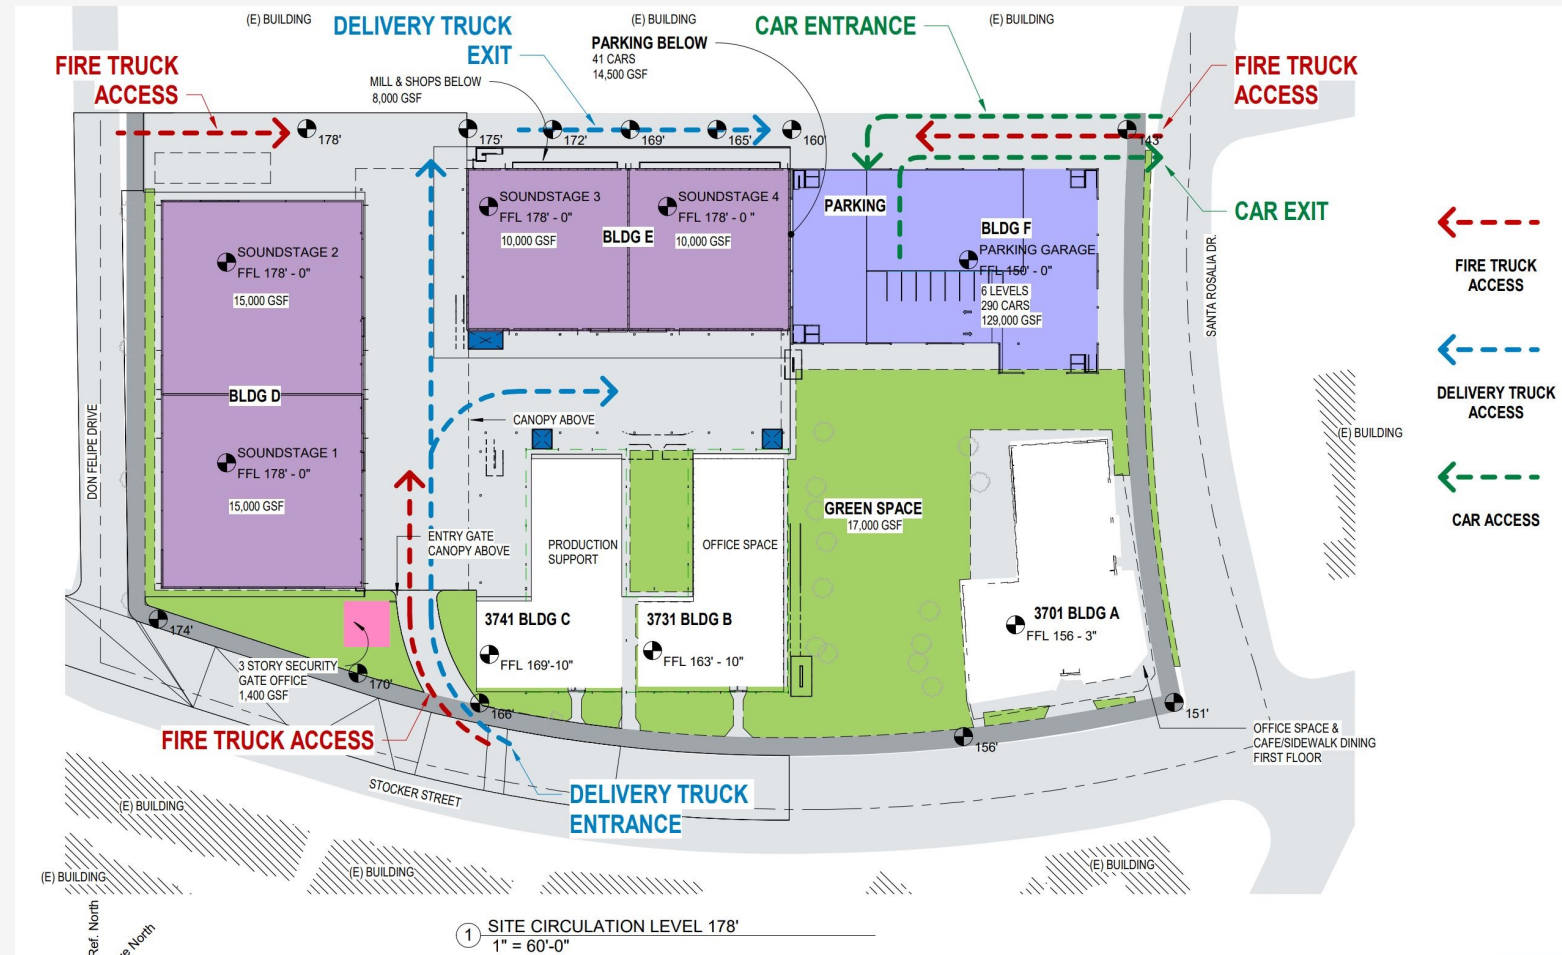 (E) BUILDING
DELIVERY TRUCK
EXIT
(E) BUILDING
PARKING BELOW
41 CARS
14,500 GSF
CAR ENTRANCE
(E) BUILDING
FIRE TRUCK
ACCESS
MILL & SHOPS BELOW
8,000 GSF
FIRE TRUCK
ACCESS
178'
175'
172'
169'
165'
160'
143'
SOUNDSTAGE 3
FFL 178' - 0"
10,000 GSF
BLDG E
SOUNDSTAGE 4
FFL 178' - 0 "
10,000 GSF
PARKING
BLDG F
PARKING GARAGE
FFL 150' - 0"
6 LEVELS
290 CARS
129,000 GSF
CAR EXIT
SANTA ROSALIA DR.
SOUNDSTAGE 2
FFL 178' - 0"
15,000 GSF
BLDG D
SOUNDSTAGE 1
FFL 178' - 0"
15,000 GSF
DON FELIPE DRIVE
FIRE TRUCK
ACCESS
DELIVERY TRUCK
ACCESS
CAR ACCESS
(E) BUILDING
CANOPY ABOVE
ENTRY GATE
CANOPY ABOVE
PRODUCTION
SUPPORT
OFFICE SPACE
GREEN SPACE
17,000 GSF
3741 BLDG C
FFL 169'-10"
3731 BLDG B
FFL 163' - 10"
3701 BLDG A
FFL 156 - 3"
174'
3 STORY SECURITY
GATE OFFICE
1,400 GSF
170'
166'
156'
151'
FIRE TRUCK ACCESS
OFFICE SPACE &
CAFE/SIDEWALK DINING
FIRST FLOOR
STOCKER STREET
DELIVERY TRUCK
ENTRANCE
(E) BUILDING
(E) BUILDING
(E) BUILDING
(E) BUILDING
Ref. North
North
1
SITE CIRCULATION LEVEL 178'
1" = 60'-0"